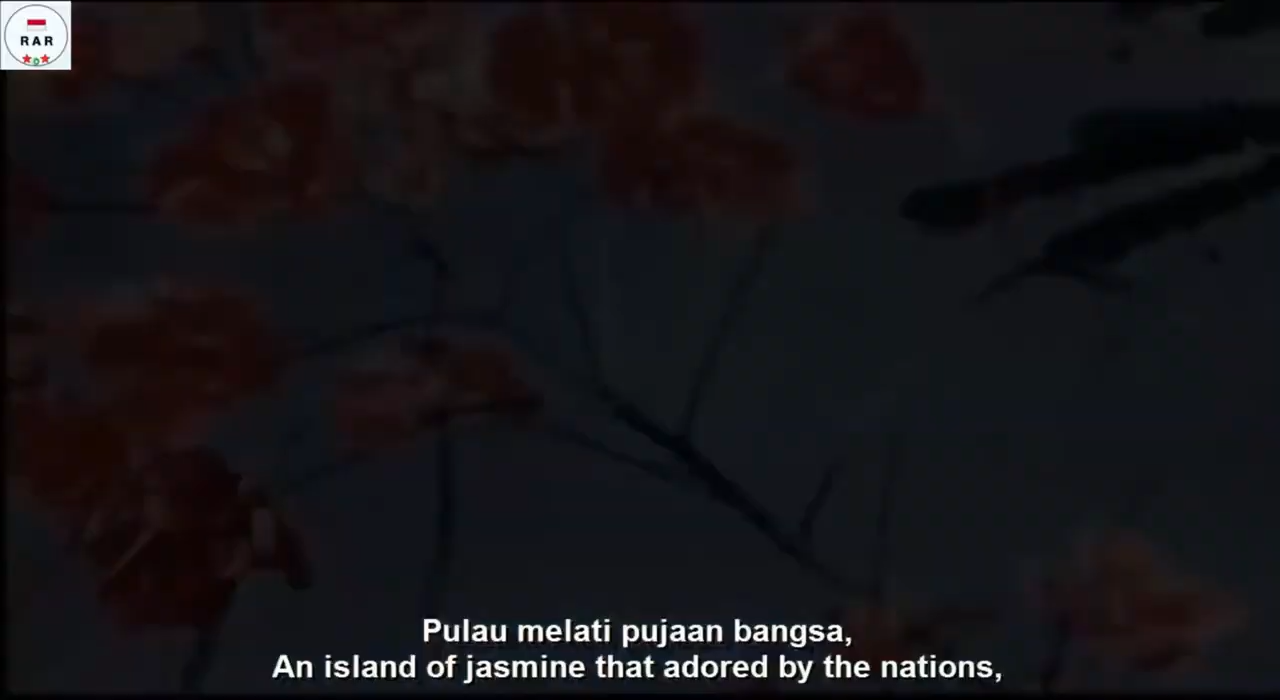 RAR
Pulau melati pujaan bangsa,
An island of jasmine that adored by the nations,